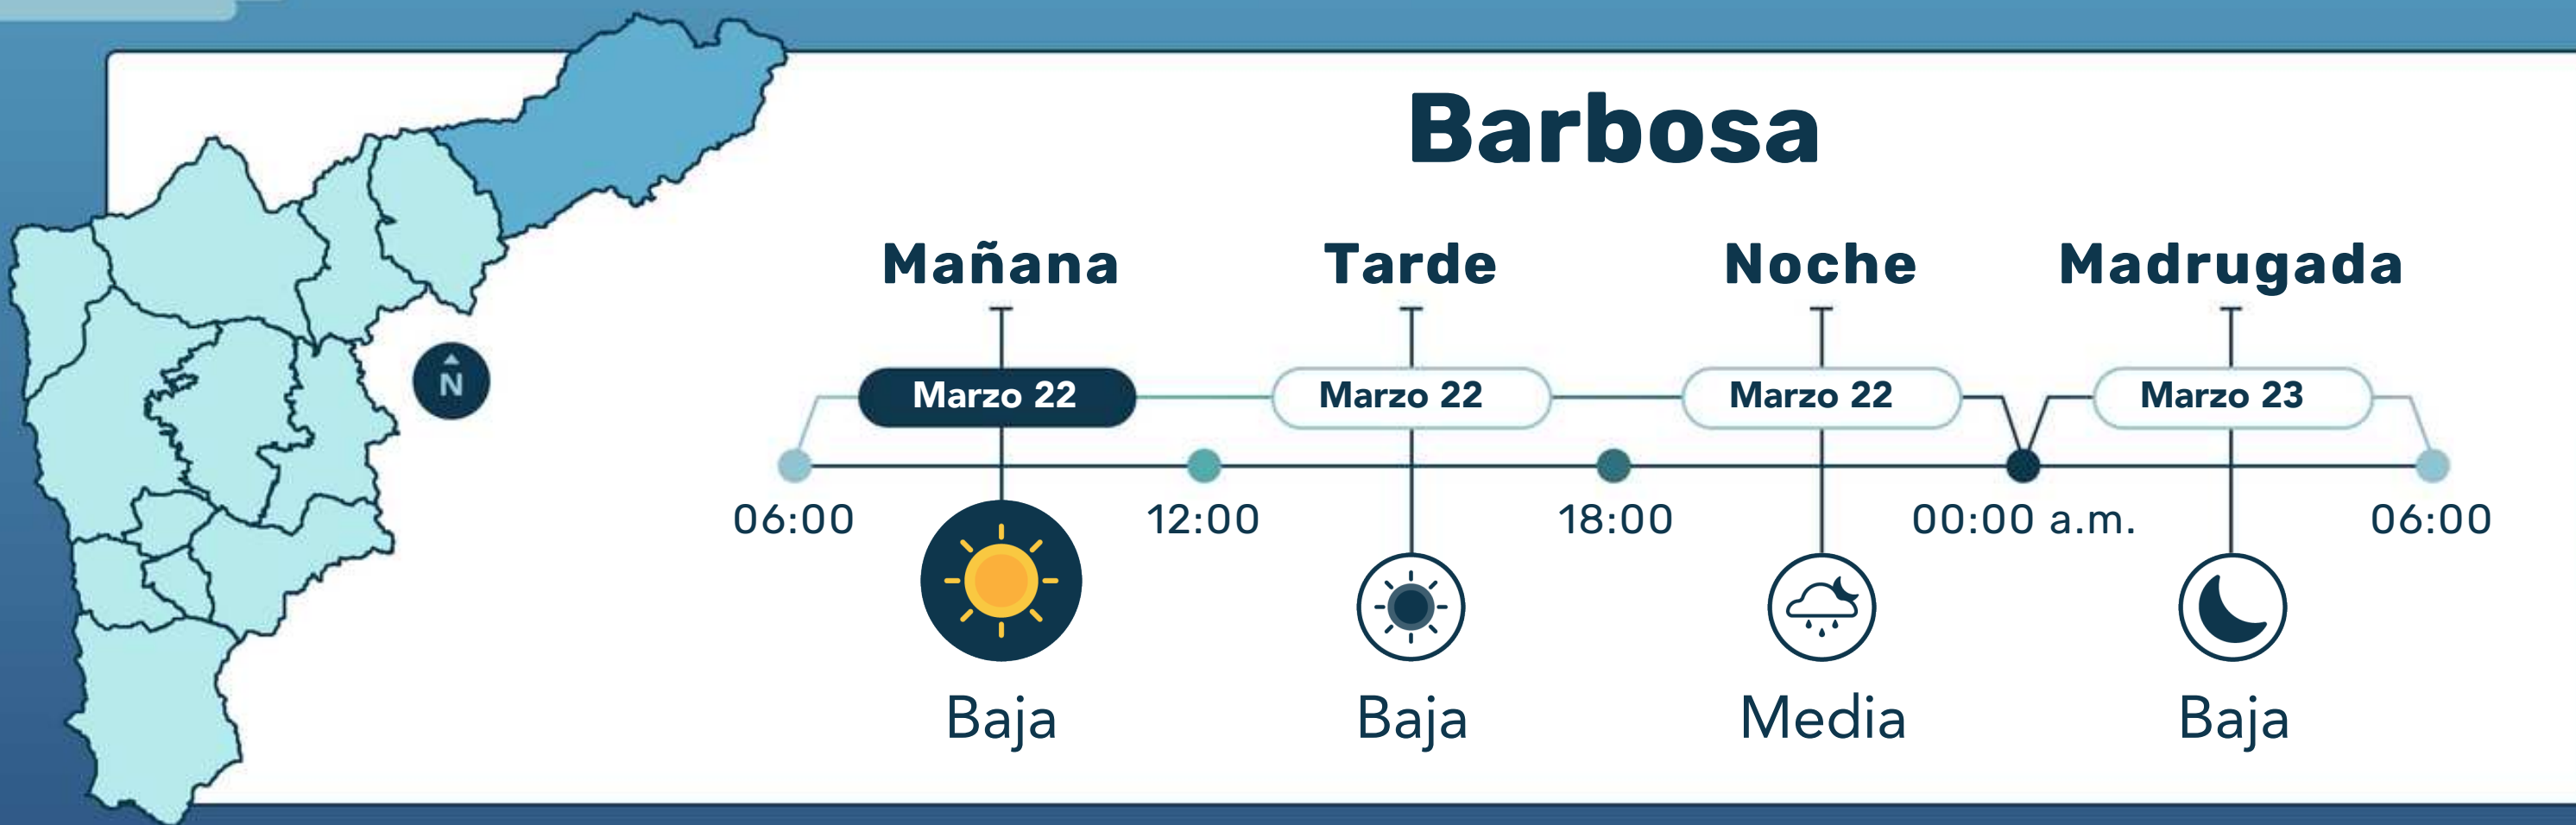 Barbosa
Mañana Tarde Noche Madrugada
Marzo 22 Marzo 22 Marzo 22 Marzo 23
N
06:00 12:00 18:00 00:00 a.m. 06:00
Baja Baja Media Baja